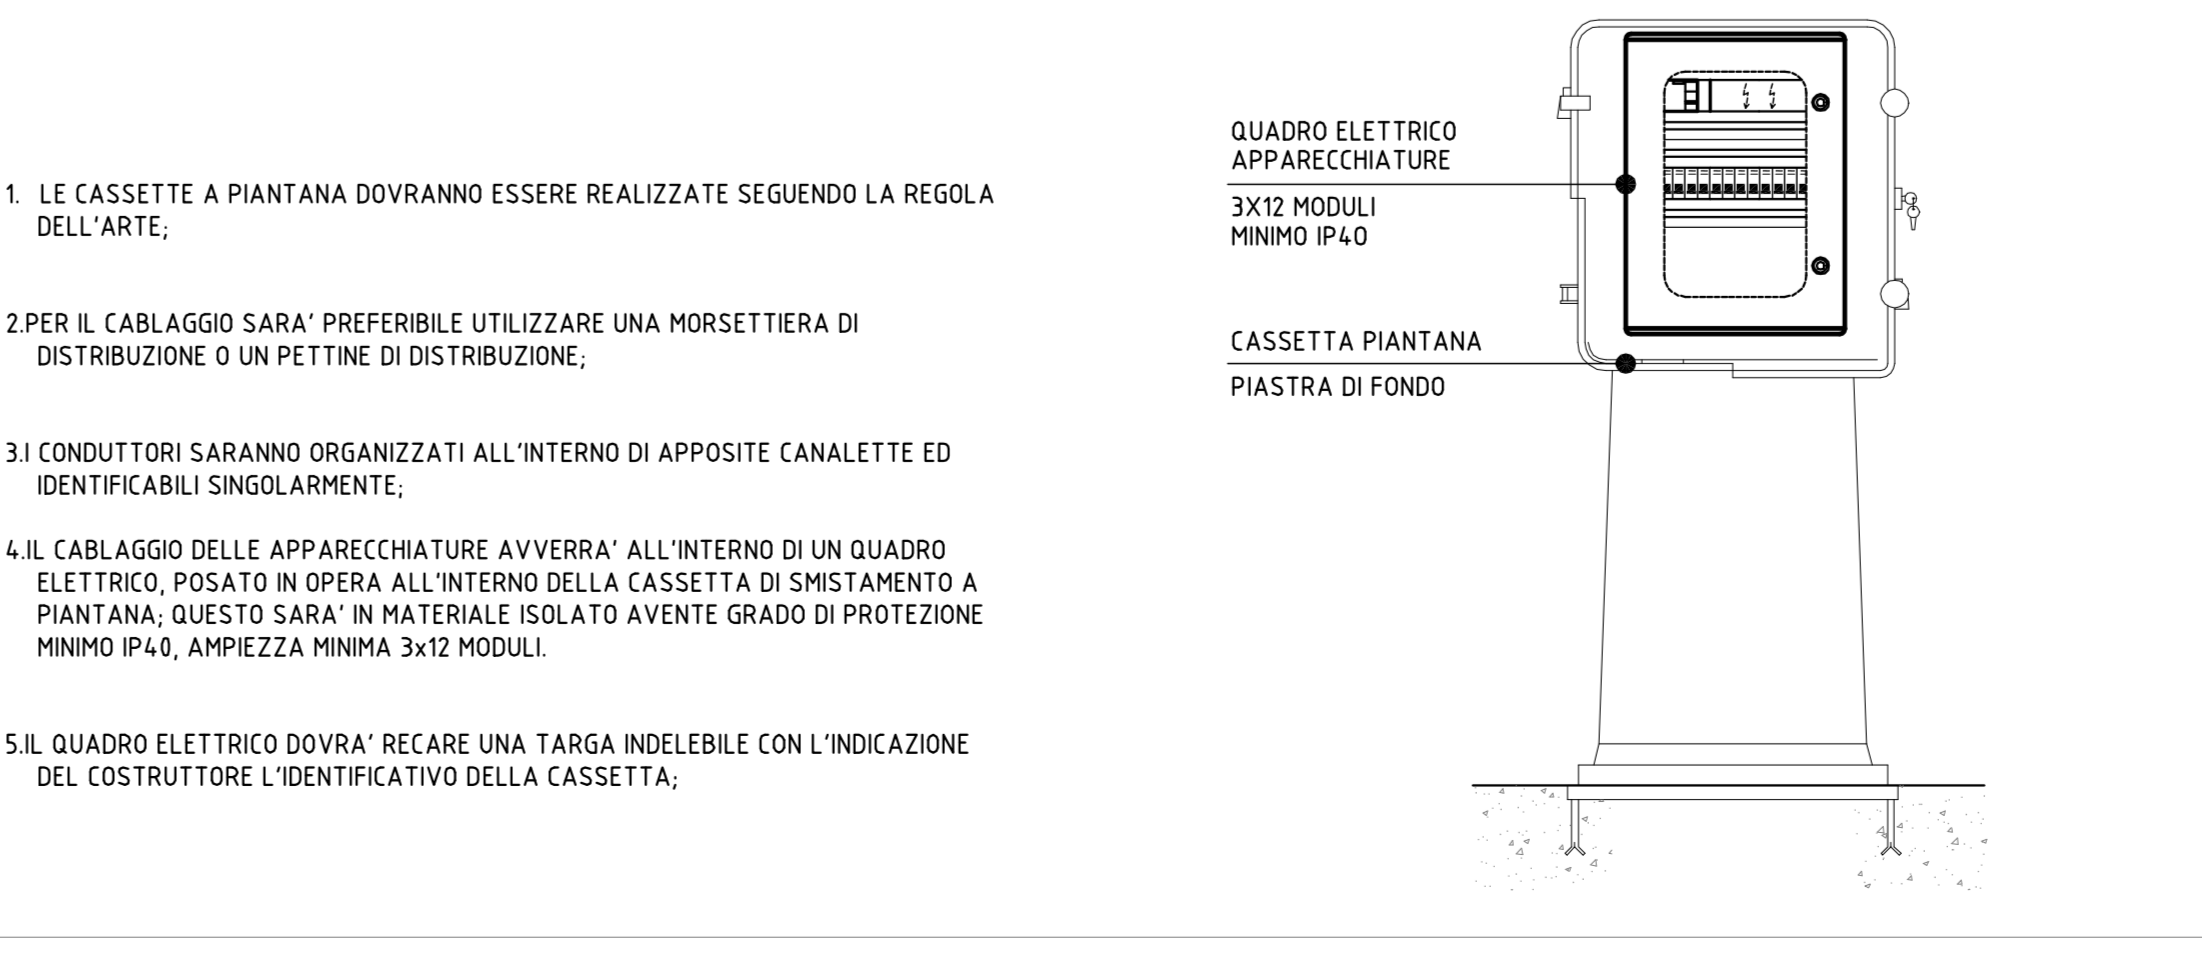 1. LE CASSETTE A PIANTANA DOVRANNO ESSERE REALIZZATE SEGUENDO LA REGOLA
DELL'ARTE;
2.PER IL CABLAGGIO SARA' PREFERIBILE UTILIZZARE UNA MORSETTIERA DI
DISTRIBUZIONE O UN PETTINE DI DISTRIBUZIONE;
3.I CONDUTTORI SARANNO ORGANIZZATI ALL'INTERNO DI APPOSITE CANALETTE ED
IDENTIFICABILI SINGOLARMENTE;
4.IL CABLAGGIO DELLE APPARECCHIATURE AVVERRA' ALL'INTERNO DI UN QUADRO
ELETTRICO, POSATO IN OPERA ALL'INTERNO DELLA CASSETTA DI SMISTAMENTO A
PIANTANA; QUESTO SARA' IN MATERIALE ISOLATO AVENTE GRADO DI PROTEZIONE
MINIMO IP40, AMPIEZZA MINIMA 3x12 MODULI.
5.IL QUADRO ELETTRICO DOVRA' RECARE UNA TARGA INDELEBILE CON L'INDICAZIONE
DEL COSTRUTTORE L'IDENTIFICATIVO DELLA CASSETTA;
QUADRO ELETTRICO
APPARECCHIATURE
3X12 MODULI
MINIMO IP40
CASSETTA PIANTANA
PIASTRA DI FONDO